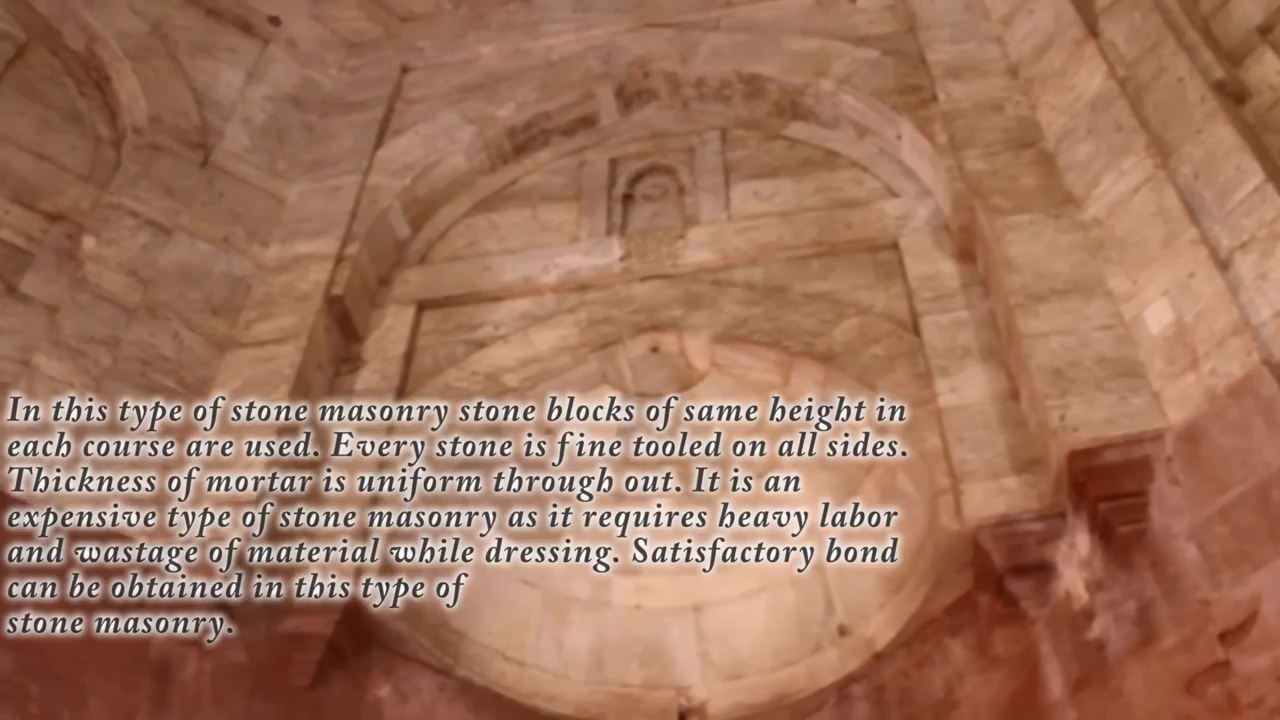 In this type of stone masonry stone blocks of same height in
each course are used. Every stone is fine tooled on all sides.
Thickness of mortar is uniform through out. It is an
expensive type of stone masonry as it requires heavy labor
and wastage of material while dressing. Satisfactory bond
can be obtained in this type of
stone masonry.